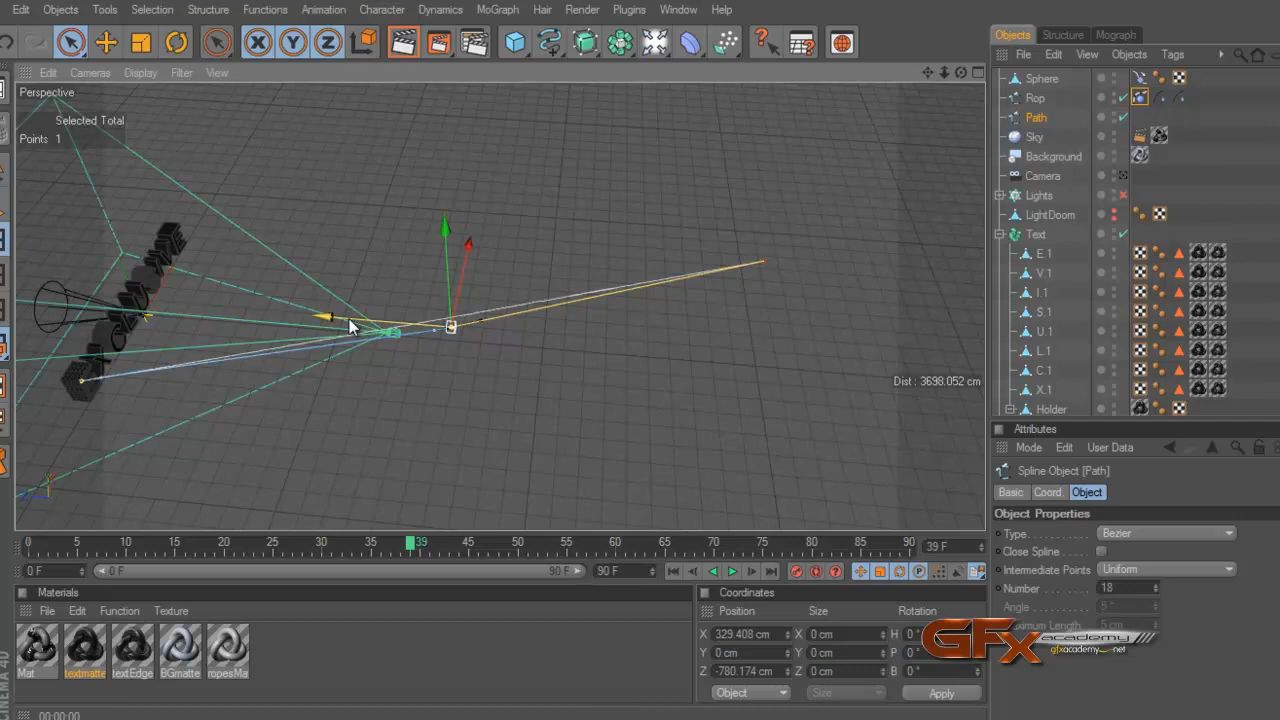 Edit Objects Tools Selection Structure Functions Animation Character Dynamics MoGraph Hair Render Plugins Window Help
Edit Cameras Display Filter View
Perspective
Selected Total
Points 1
Dist : 3698.052 cm
0 5 10 15 20 25 30 35 39 45 50 55 60 65 70 75 80 85 90 39 F
0 F 0 F 90 F 90 F
Materials
File Edit Function Texture
Mat textmatte textEdge BGmatte ropesMa
00:00:00
CINEMA 4D
Coordinates
Position Size Rotation
X 329.408 cm X 0 cm H 0 °
Y 0 cm Y 0 cm P 0 °
Z -780.174 cm Z 0 cm B 0 °
Object Size Apply
Objects Structure Mograph
File Edit View Objects Tags
Sphere
Rop
Path
Sky
Background
Camera
Lights
LightDoom
Text
E.1
V.1
I.1
S.1
U.1
L.1
C.1
X.1
Holder
Attributes
Mode Edit User Data
Spline Object [Path]
Basic Coord. Object
Object Properties
Type Bezier
Close Spline
Intermediate Points Uniform
Number 18
Angle 5 °
Maximum Length 5 cm
GFx academy
gfxacademy.net